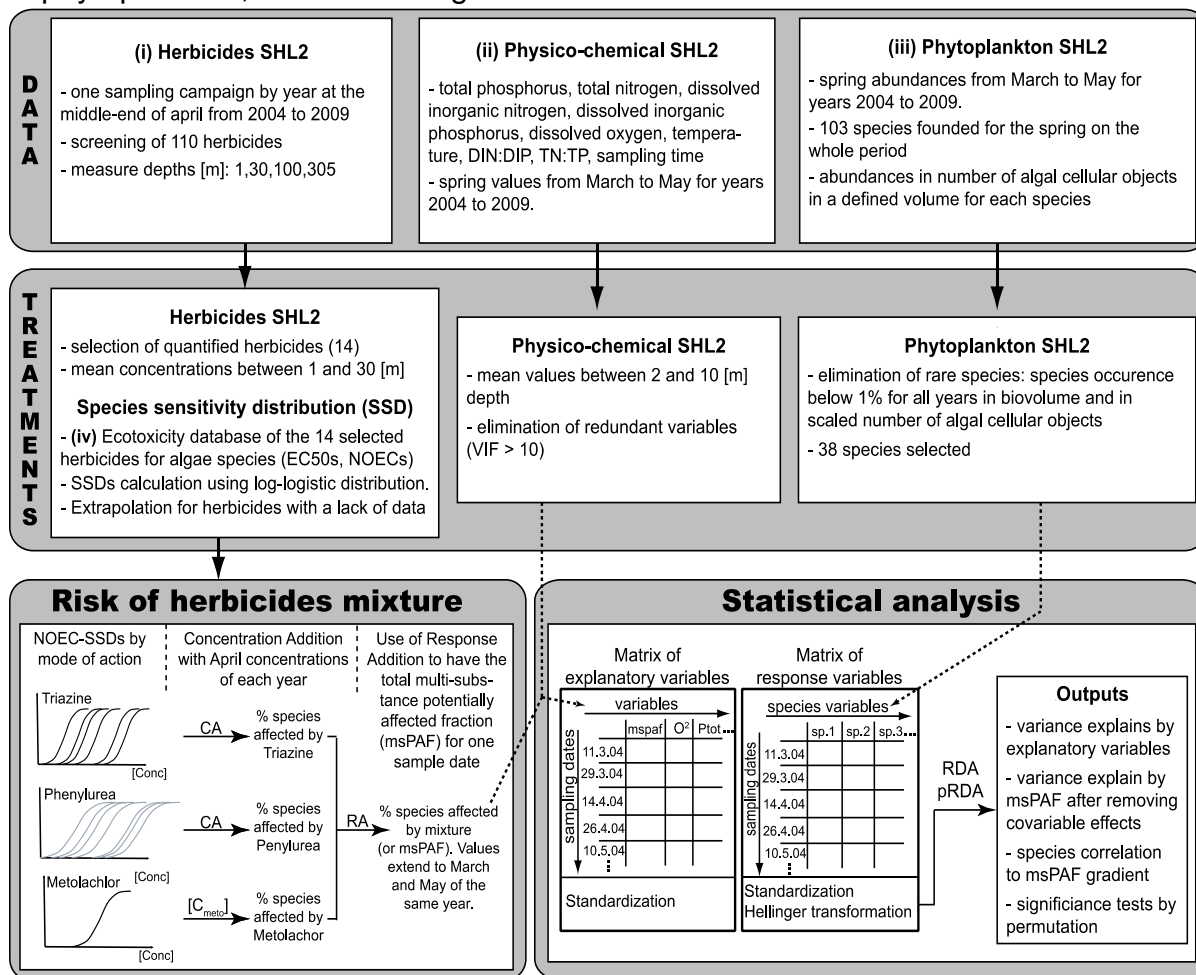 DATA
(i) Herbicides SHL2
- one sampling campaign by year at the
middle-end of april from 2004 to 2009
- screening of 110 herbicides
- measure depths [m]: 1,30,100,305
(ii) Physico-chemical SHL2
- total phosphorus, total nitrogen, dissolved
inorganic nitrogen, dissolved inorganic
phosphorus, dissolved oxygen, tempera-
ture, DIN:DIP, TN:TP, sampling time
- spring values from March to May for years
2004 to 2009.
(iii) Phytoplankton SHL2
- spring abundances from March to May for
years 2004 to 2009.
- 103 species founded for the spring on the
whole period
- abundances in number of algal cellular objects
in a defined volume for each species
TREATMENTS
Herbicides SHL2
- selection of quantified herbicides (14)
- mean concentrations between 1 and 30 [m]
Species sensitivity distribution (SSD)
- (iv) Ecotoxicity database of the 14 selected
herbicides for algae species (EC50s, NOECs)
- SSDs calculation using log-logistic distribution.
- Extrapolation for herbicides with a lack of data
Physico-chemical SHL2
- mean values between 2 and 10 [m]
depth
- elimination of redundant variables
(VIF > 10)
Phytoplankton SHL2
- elimination of rare species: species occurence
below 1% for all years in biovolume and in
scaled number of algal cellular objects
- 38 species selected
Risk of herbicides mixture
NOEC-SSDs by
mode of action
Triazine
[Conc]
Phenylurea
[Conc]
Metolachlor
[Conc]
Concentration Addition
with April concentrations
of each year
CA
% species
affected by
Triazine
CA
% species
affected by
Penylurea
[Cmeto]
% species
affected by
Metolachor
RA
Use of Response
Addition to have the
total multi-subs-
tance potentially
affected fraction
(msPAF) for one
sample date
% species affected
by mixture
(or msPAF). Values
extend to March
and May of the
same year.
Statistical analysis
Matrix of
explanatory variables
variables
mspaf O² Ptot
sampling dates
11.3.04
29.3.04
14.4.04
26.4.04
10.5.04
Standardization
Matrix of
response variables
species variables
sp.1 sp.2 sp.3
sampling dates
11.3.04
29.3.04
14.4.04
26.4.04
10.5.04
Standardization
Hellinger transformation
RDA
pRDA
Outputs
- variance explains by
explanatory variables
- variance explain by
msPAF after removing
covariable effects
- species correlation
to msPAF gradient
- significiance tests by
permutation